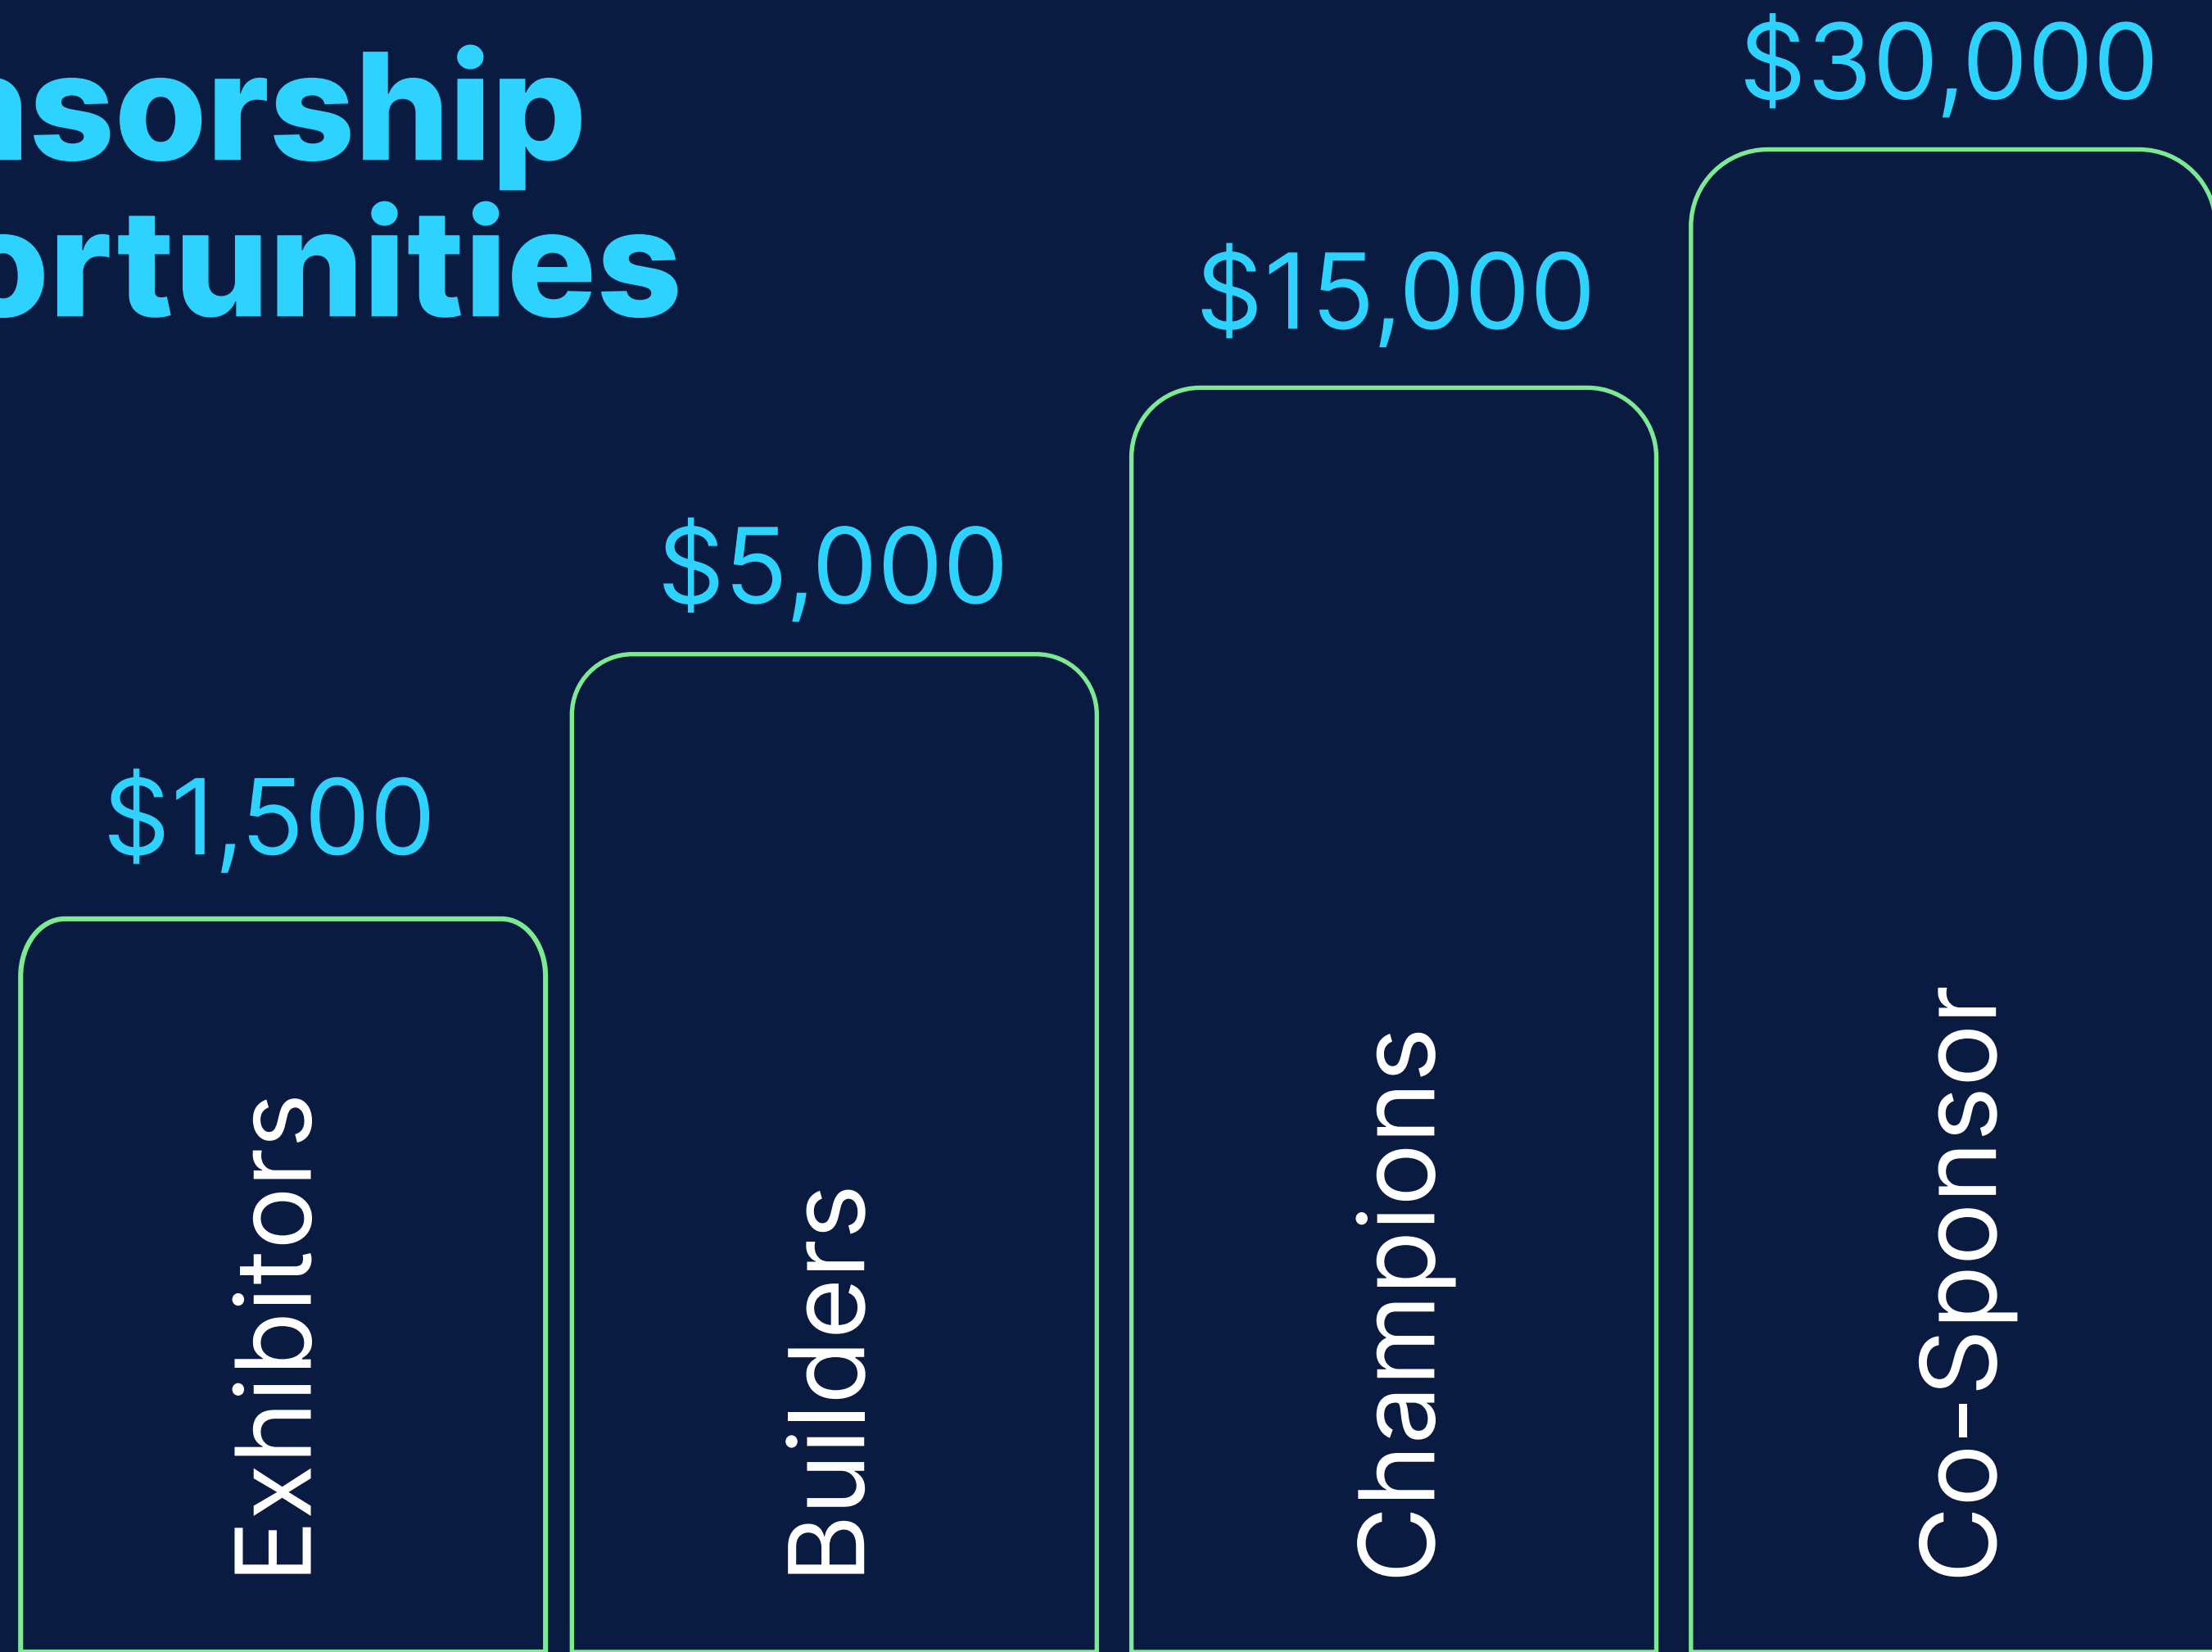 nsorship
ortunities
$1,500
$5,000
$15,000
$30,000
Exhibitors
Builders
Champions
Co-Sponsor